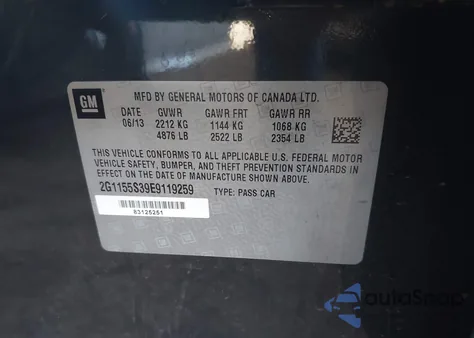 GM
MFD BY GENERAL MOTORS OF CANADA LTD.
DATE GVWR GAWR FRT GAWR RR
06/13 2212 KG 1144 KG 1068 KG
4876 LB 2522 LB 2354 LB
THIS VEHICLE CONFORMS TO ALL APPLICABLE U.S. FEDERAL MOTOR
VEHICLE SAFETY, BUMPER, AND THEFT PREVENTION STANDARDS IN
EFFECT ON THE DATE OF MANUFACTURE SHOWN ABOVE.
2G1155S39E9119259 TYPE: PASS CAR
83125251
autoSnap